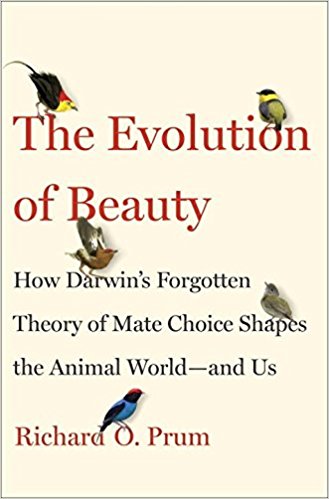 The Evolution
of Beauty
How Darwin's Forgotten
Theory of Mate Choice Shapes
the Animal World—and Us
Richard O. Prum